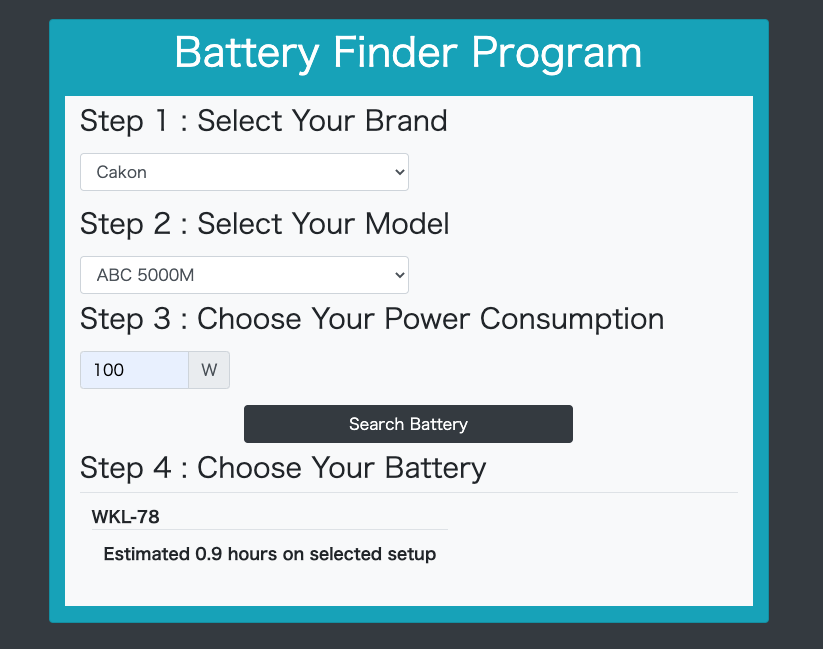 Battery Finder Program
Step 1 : Select Your Brand
Cakon
Step 2 : Select Your Model
ABC 5000M
Step 3 : Choose Your Power Consumption
100 W
Search Battery
Step 4 : Choose Your Battery
WKL-78
Estimated 0.9 hours on selected setup